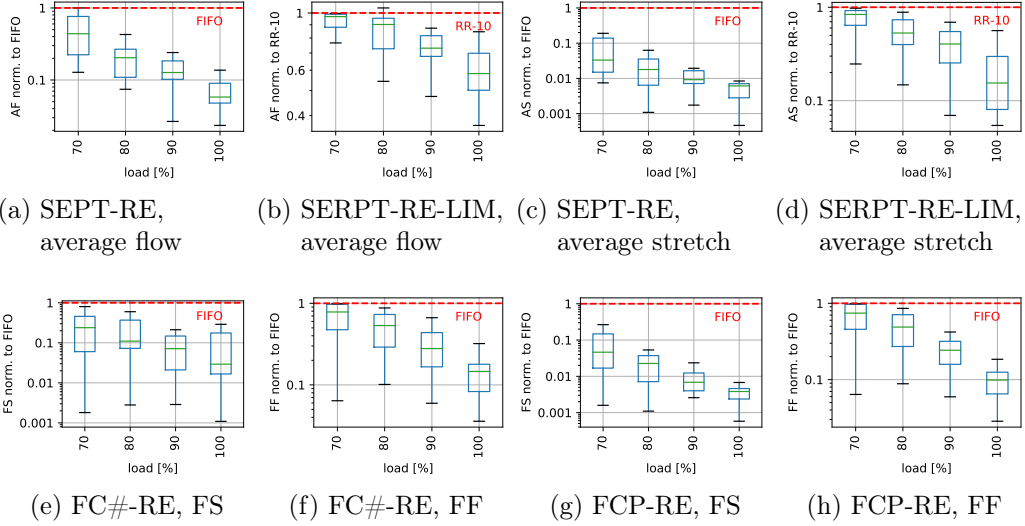 AF norm. to FIFO
1
0.1
FIFO
70
80
90
100
load [%]
(a) SEPT-RE,
average flow
AF norm. to RR-10
1
0.6
0.4
RR-10
70
80
90
100
load [%]
(b) SERPT-RE-LIM,
average flow
AS norm. to FIFO
1
0.1
0.01
0.001
FIFO
70
80
90
100
load [%]
(c) SEPT-RE,
average stretch
AS norm. to RR-10
1
0.1
RR-10
70
80
90
100
load [%]
(d) SERPT-RE-LIM,
average stretch
FS norm. to FIFO
1
0.1
0.01
0.001
FIFO
70
80
90
100
load [%]
(e) FC#-RE, FS
FF norm. to FIFO
1
0.1
FIFO
70
80
90
100
load [%]
(f) FC#-RE, FF
FS norm. to FIFO
1
0.1
0.01
0.001
FIFO
70
80
90
100
load [%]
(g) FCP-RE, FS
FF norm. to FIFO
1
0.1
FIFO
70
80
90
100
load [%]
(h) FCP-RE, FF